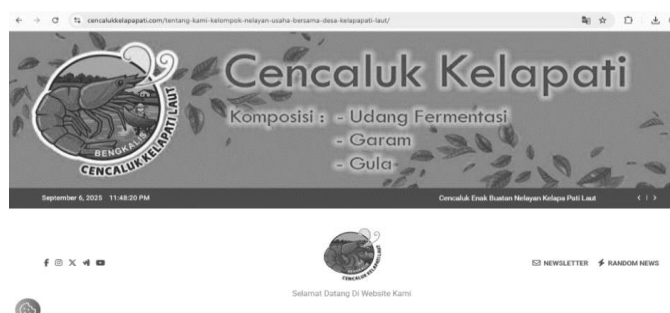 cencalukkelapapati.com/tentang-kami-kelompok-nelayan-usaha-bersama-desa-kelapapati-laut/
Cencaluk Kelapati
Komposisi : - Udang Fermentasi
- Garam
- Gula
BENGKALIS
CENCALUK KELAPATI LAUT
September 6, 2025 11:48:20 PM
Cencaluk Enak Buatan Nelayan Kelapa Pati Laut
NEWSLETTER
RANDOM NEWS
Selamat Datang Di Website Kami